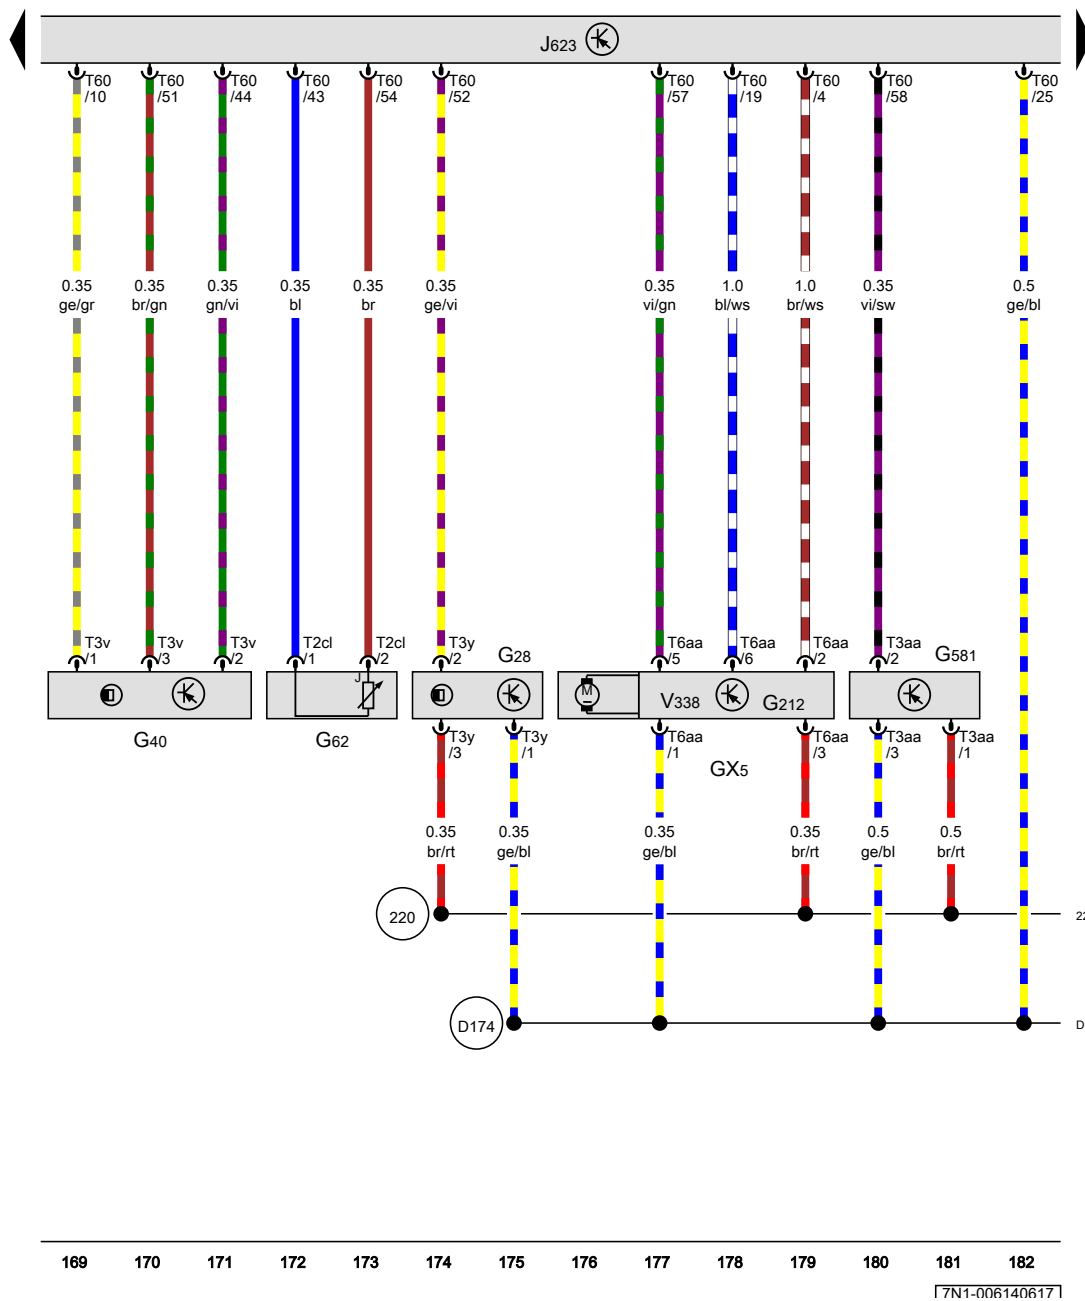 J623
T60 T60 T60 T60 T60 T60 T60 T60 T60 T60 T60
/10 /51 /44 /43 /54 /52 /57 /19 /4 /58 /25
0.35 0.35 0.35 0.35 0.35 0.35 0.35 1.0 1.0 0.35 0.5
ge/gr br/gn gn/vi bl br ge/vi vi/gn bl/ws br/ws vi/sw ge/bl
T3v T3v T3v T2cl T2cl T3y T6aa T6aa T6aa T3aa
/1 /3 /2 /1 /2 /2 /5 /6 /2 /2
G28 G581
J M V338 G212
G40 G62
T3y T3y T6aa T6aa T3aa T3aa
/3 /1 /1 /3 /3 /1
GX5
0.35 0.35 0.35 0.35 0.5 0.5
br/rt ge/bl ge/bl br/rt ge/bl br/rt
220 22
D174 D
169 170 171 172 173 174 175 176 177 178 179 180 181 182
7N1-006140617